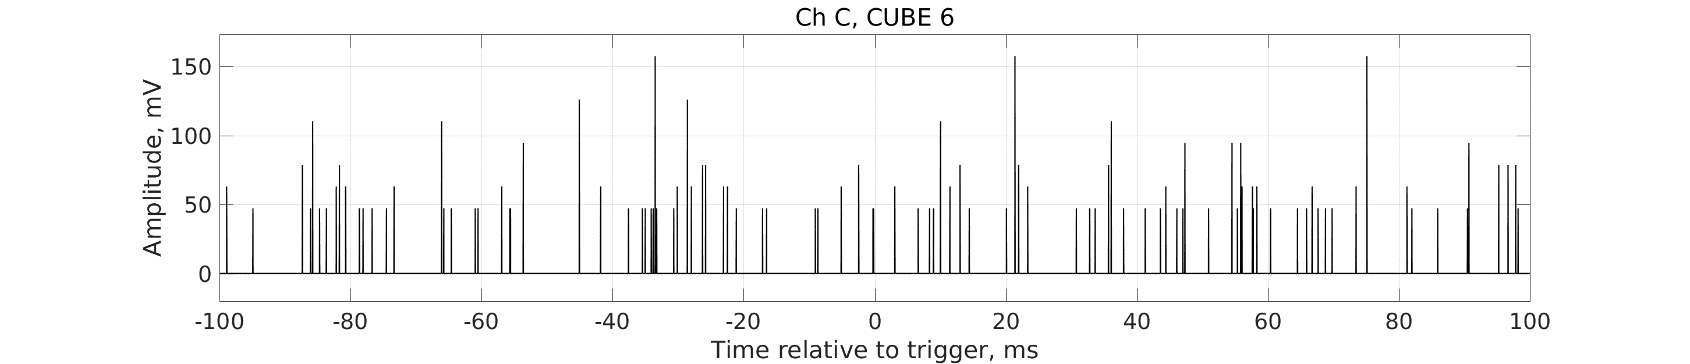 Ch C, CUBE 6
Amplitude, mV
150
100
50
0
-100 -80 -60 -40 -20 0 20 40 60 80 100
Time relative to trigger, ms